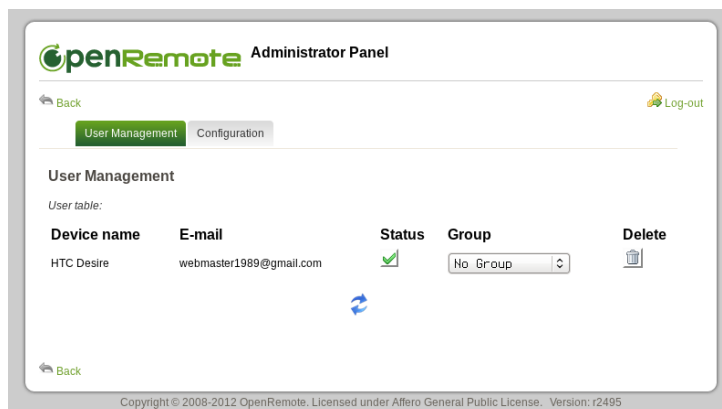 OpenRemote Administrator Panel
Back Log-out
User Management Configuration
User Management
User table:
Device name E-mail Status Group Delete
HTC Desire webmaster1989@gmail.com No Group
Back
Copyright © 2008-2012 OpenRemote. Licensed under Affero General Public License. Version: r2495